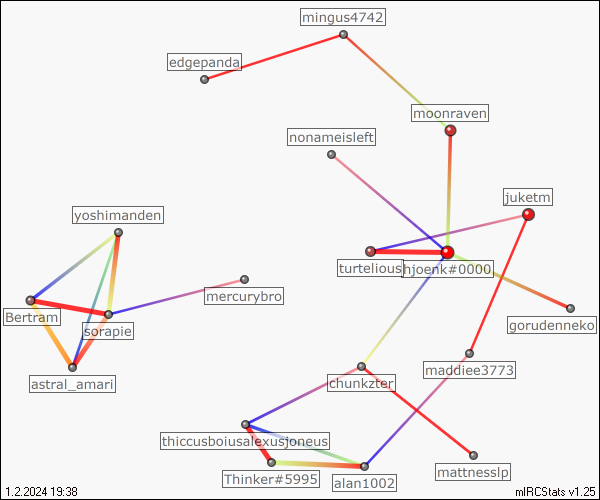 mingus4742
edgepanda
moonraven
nonameisleft
juketm
yoshimanden
turtelious
hjoenk#0000
mercurybro
Bertram
gorudenneko
sorapie
maddiee3773
astral_amari
chunkzter
thiccusboiusalexusjoneus
mattnesslp
Thinker#5995
alan1002
1.2.2024 19:38
mIRCStats v1.25